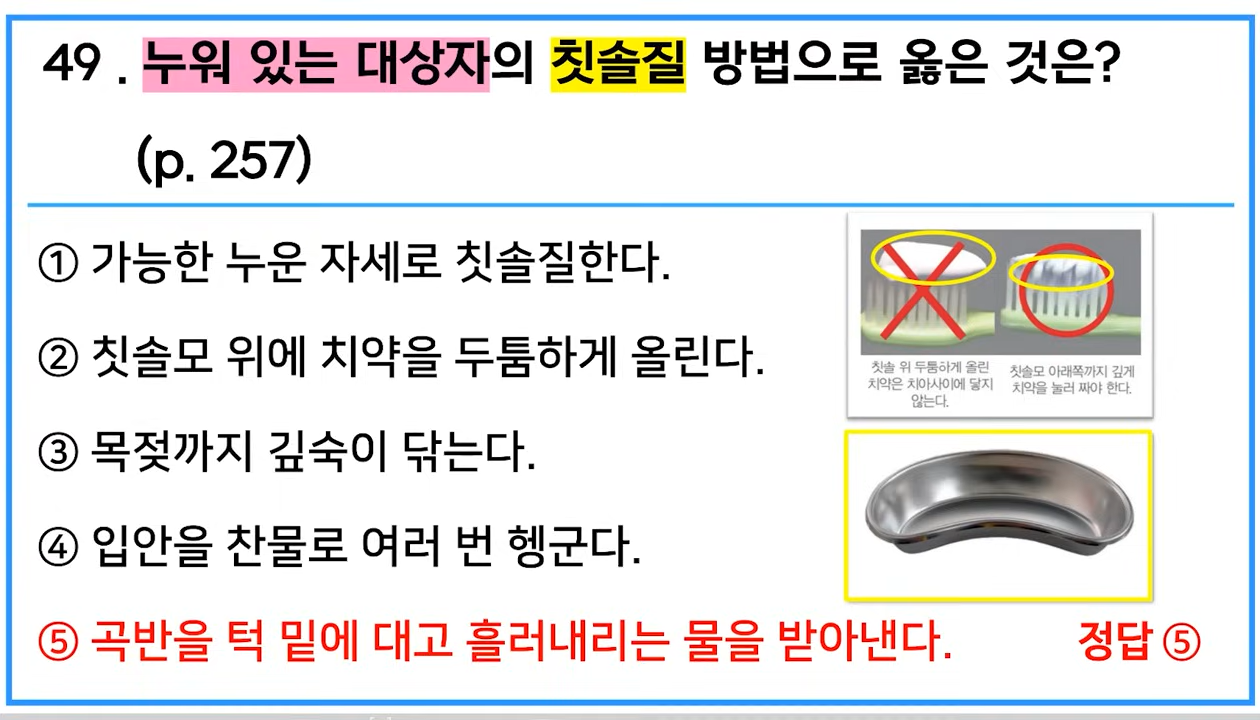 49 . 누워 있는 대상자의 칫솔질 방법으로 옳은 것은?
(p. 257)
① 가능한 누운 자세로 칫솔질한다.
② 칫솔모 위에 치약을 두툼하게 올린다.
③ 목젖까지 깊숙이 닦는다.
④ 입안을 찬물로 여러 번 헹군다.
⑤ 곡반을 턱 밑에 대고 흘러내리는 물을 받아낸다.
정답 ⑤
칫솔 위 두툼하게 올린
치약은 치아사이에 닿지
않는다.
칫솔모 아래쪽까지 깊게
치약을 눌러 짜야 한다.